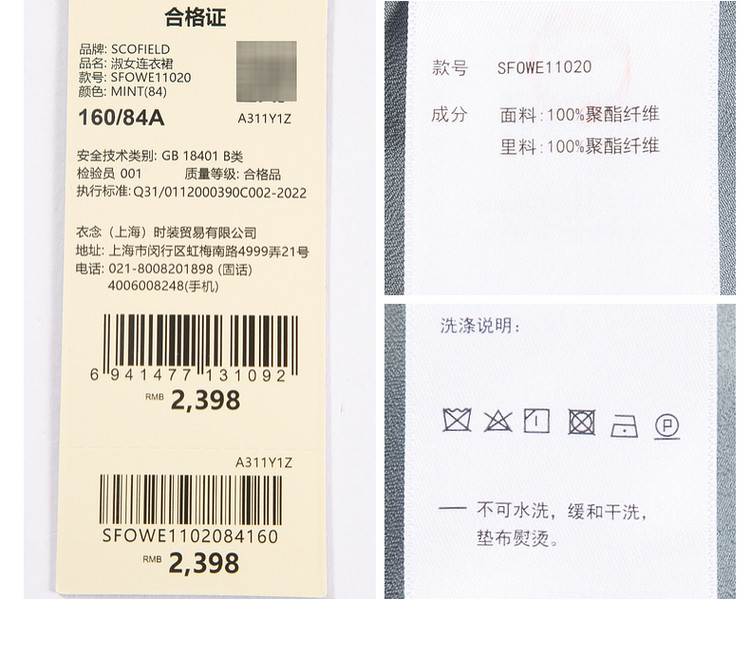 合格证
品牌: SCOFIELD
品名: 淑女连衣裙
款号: SFOWE11020
颜色: MINT(84)
160/84A
A311Y1Z
安全技术类别: GB 18401 B类
检验员 001 质量等级: 合格品
执行标准: Q31/0112000390C002-2022
衣念（上海）时装贸易有限公司
地址: 上海市闵行区虹梅南路4999弄21号
电话: 021-8008201898 (固话)
4006008248(手机)
6 941477 131092
RMB 2,398
A311Y1Z
SFOWE1102084160
RMB 2,398
款号 SFOWE11020
成分 面料:100%聚酯纤维
里料:100%聚酯纤维
洗涤说明:
P
— 不可水洗，缓和干洗，
垫布熨烫。